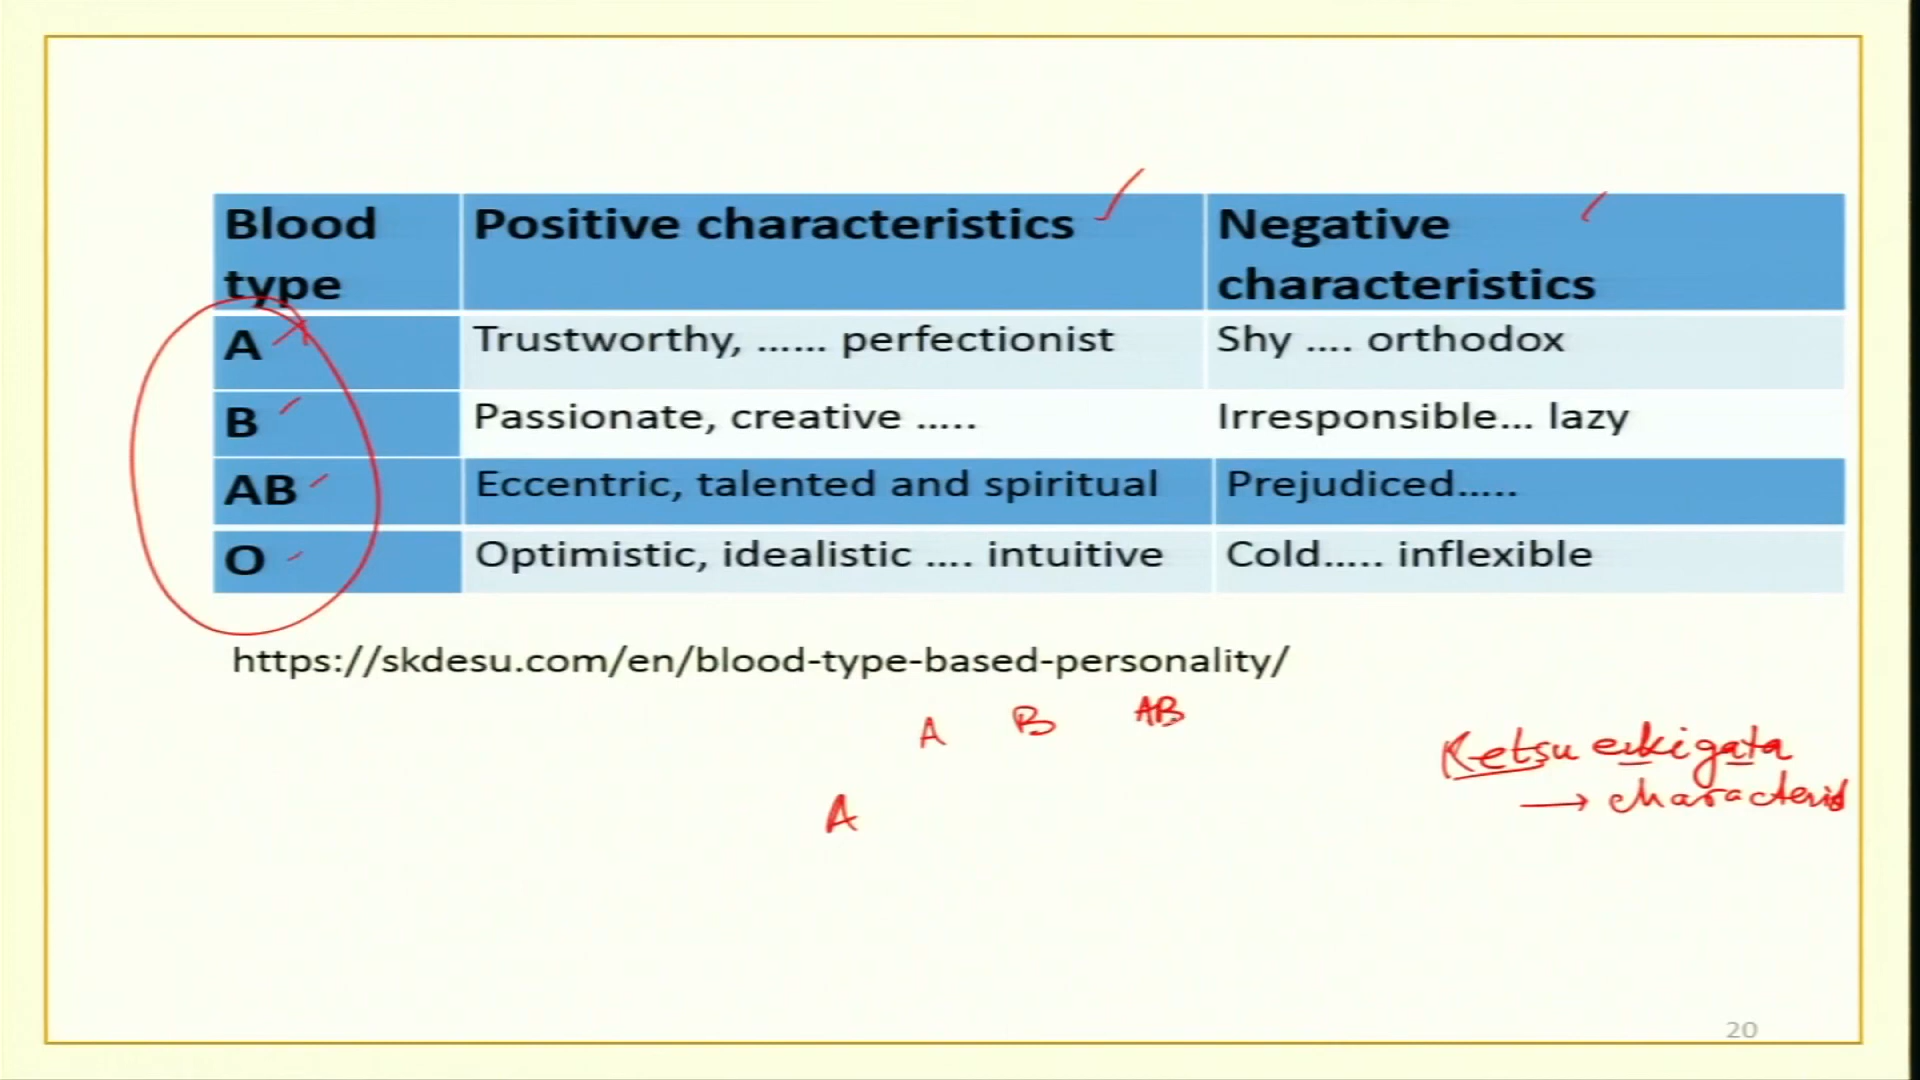 Blood type
Positive characteristics
Negative characteristics
A
Trustworthy, ...... perfectionist
Shy .... orthodox
B
Passionate, creative .....
Irresponsible... lazy
AB
Eccentric, talented and spiritual
Prejudiced.....
O
Optimistic, idealistic .... intuitive
Cold..... inflexible
https://skdesu.com/en/blood-type-based-personality/
A B AB
Ketsu ekigata
→ characteris
A
20